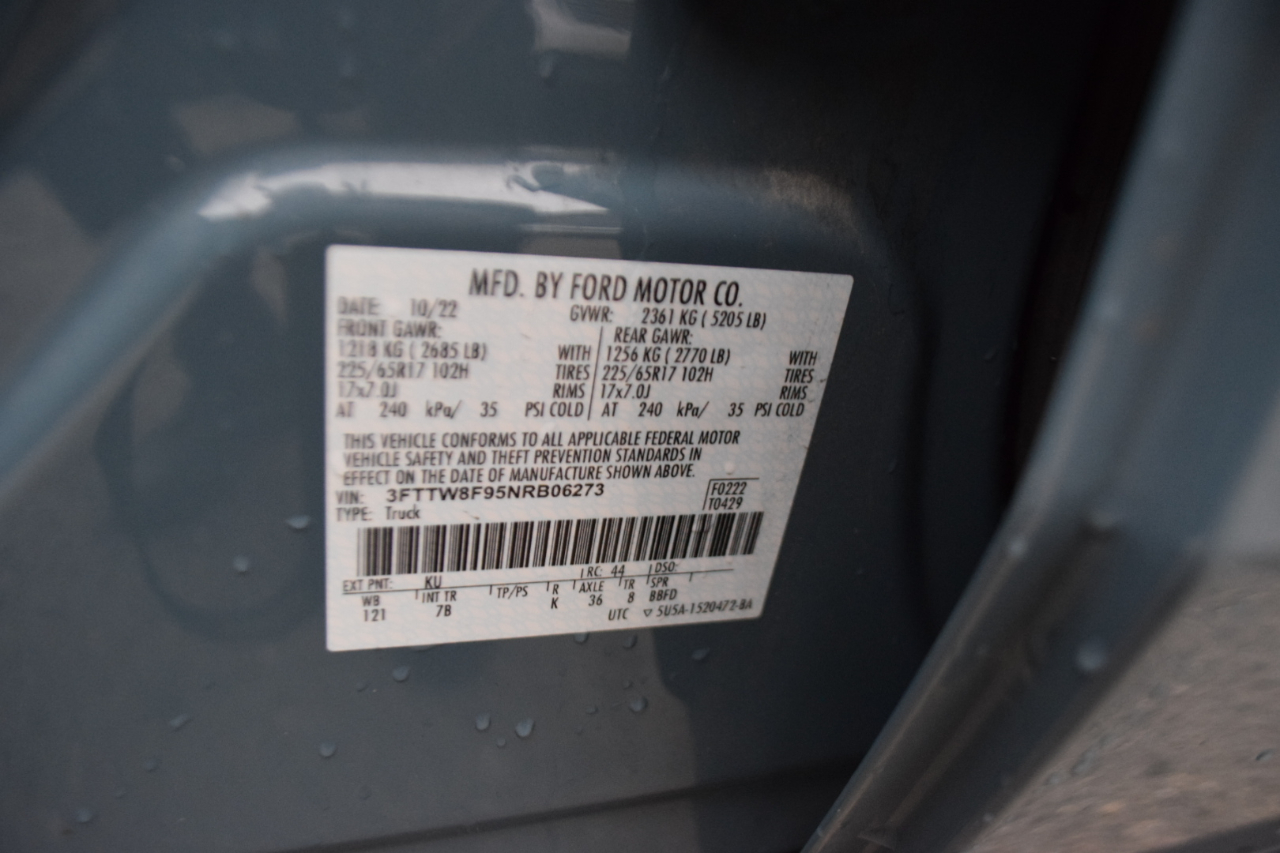 MFD. BY FORD MOTOR CO.
DATE: 10/22 GVWR: 2361 KG ( 5205 LB)
FRONT GAWR: REAR GAWR:
1218 KG ( 2685 LB) WITH 1256 KG ( 2770 LB) WITH
225/65R17 102H TIRES 225/65R17 102H TIRES
17x7.0J RIMS 17x7.0J RIMS
AT 240 kPa/ 35 PSI COLD AT 240 kPa/ 35 PSI COLD
THIS VEHICLE CONFORMS TO ALL APPLICABLE FEDERAL MOTOR
VEHICLE SAFETY AND THEFT PREVENTION STANDARDS IN
EFFECT ON THE DATE OF MANUFACTURE SHOWN ABOVE.
VIN: 3FTTW8F95NRB06273 F0222
TYPE: Truck T0429
EXT PNT: KU RC: 44 DSO:
WB INT TR TP/PS R AXLE TR SPR
121 7B K 36 8 BBFD
UTC ▽ 5U5A-1520472-BA